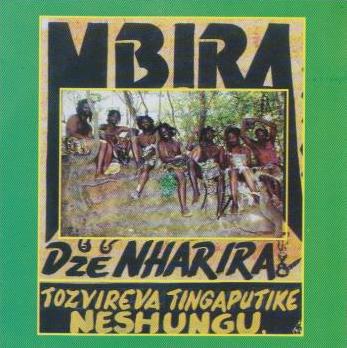 MBIRA
DZE NHARIRA
TOZVIREVA TINGAPUTIKE
NESHUNGU.